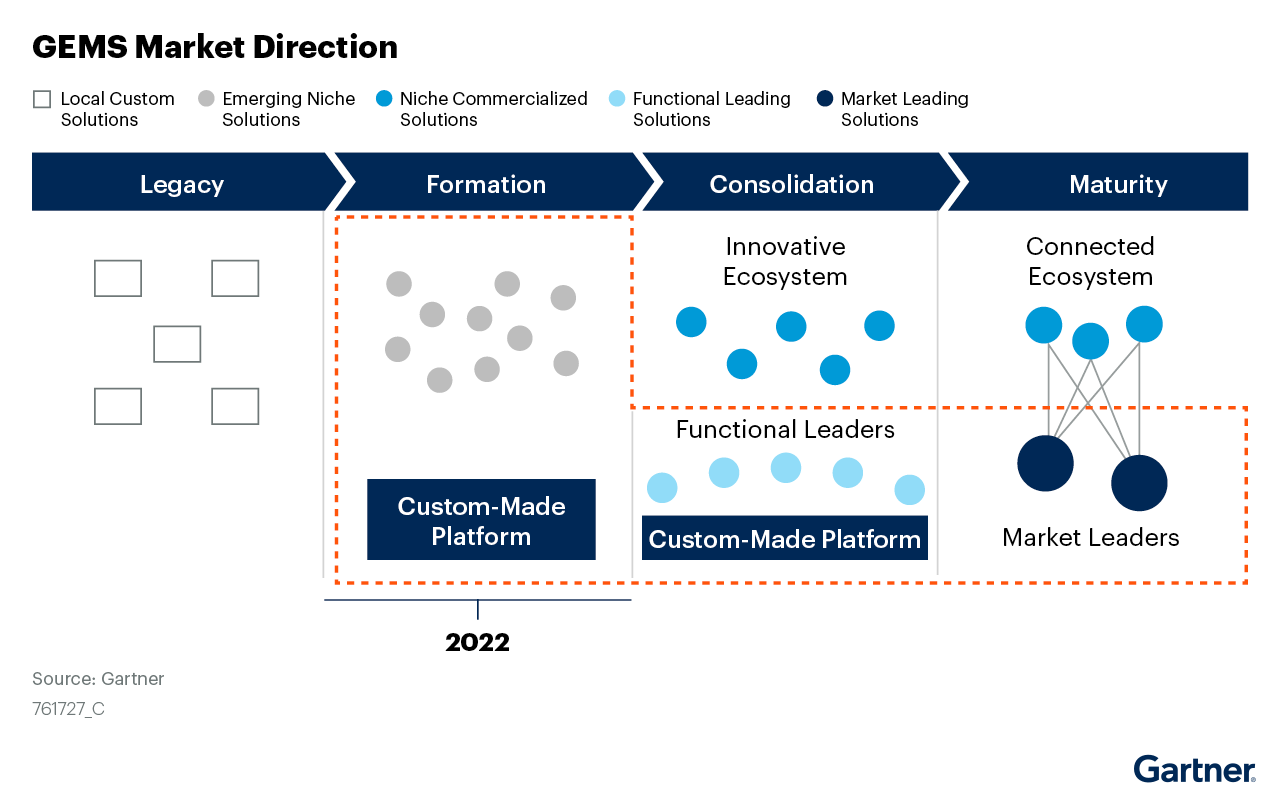 GEMS Market Direction
Local Custom
Solutions
Emerging Niche
Solutions
Niche Commercialized
Solutions
Functional Leading
Solutions
Market Leading
Solutions
Legacy
Formation
Consolidation
Maturity
Innovative
Ecosystem
Connected
Ecosystem
Functional Leaders
Custom-Made
Platform
Custom-Made Platform
Market Leaders
2022
Source: Gartner
761727_C
Gartner®